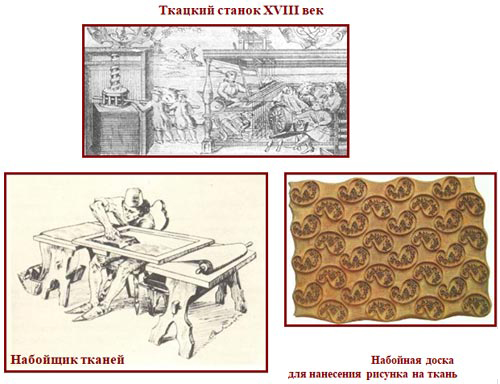 Ткацкий станок XVIII век
Набойщик тканей
Набойная доска
для нанесения рисунка на ткань